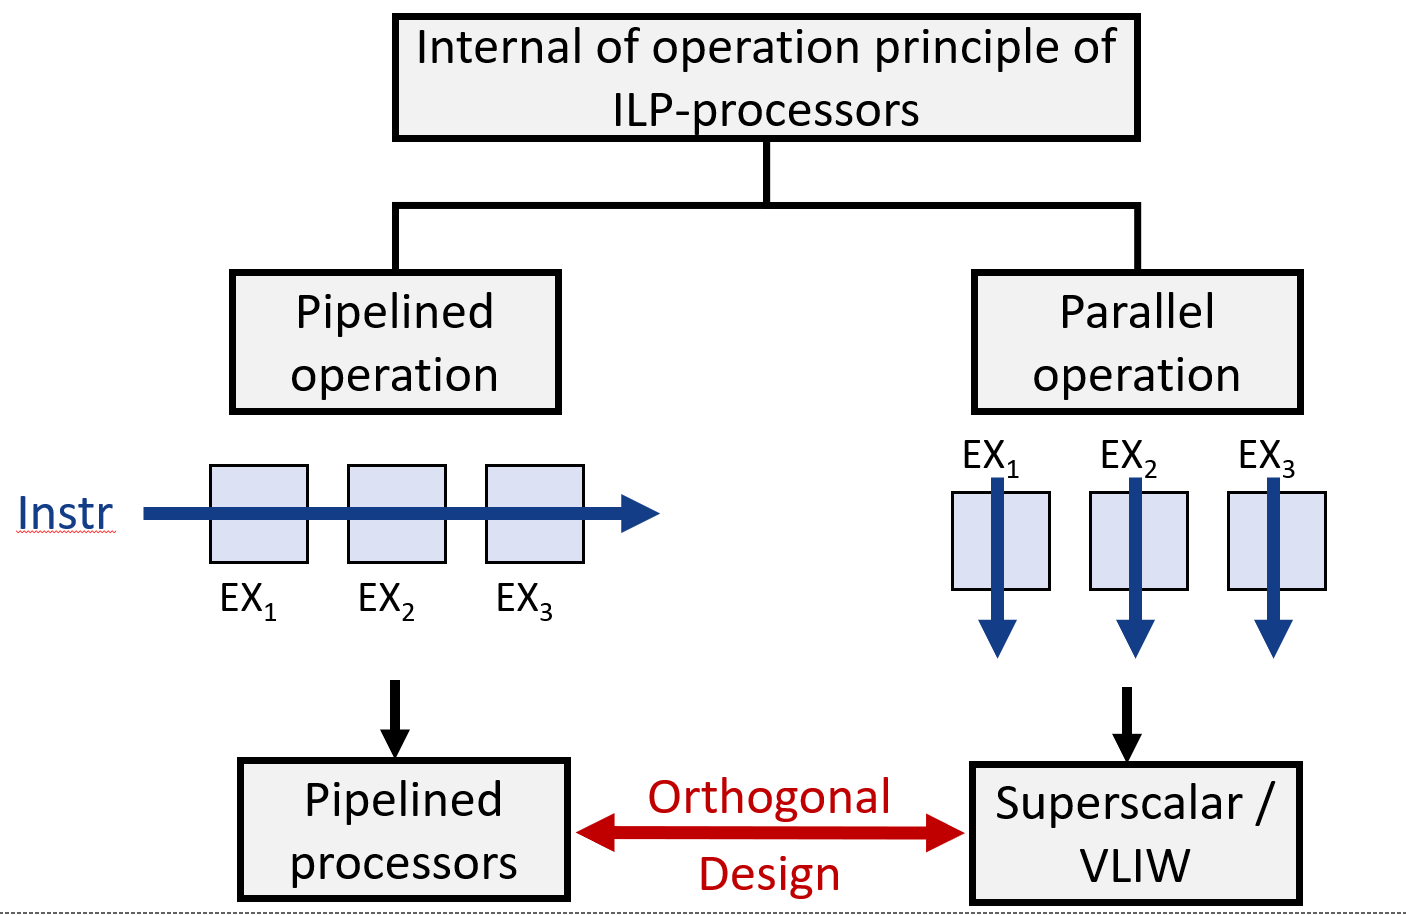 Internal of operation principle of
ILP-processors
Pipelined
operation
Parallel
operation
Instr
EX1
EX2
EX3
EX1
EX2
EX3
Pipelined
processors
Orthogonal
Design
Superscalar /
VLIW